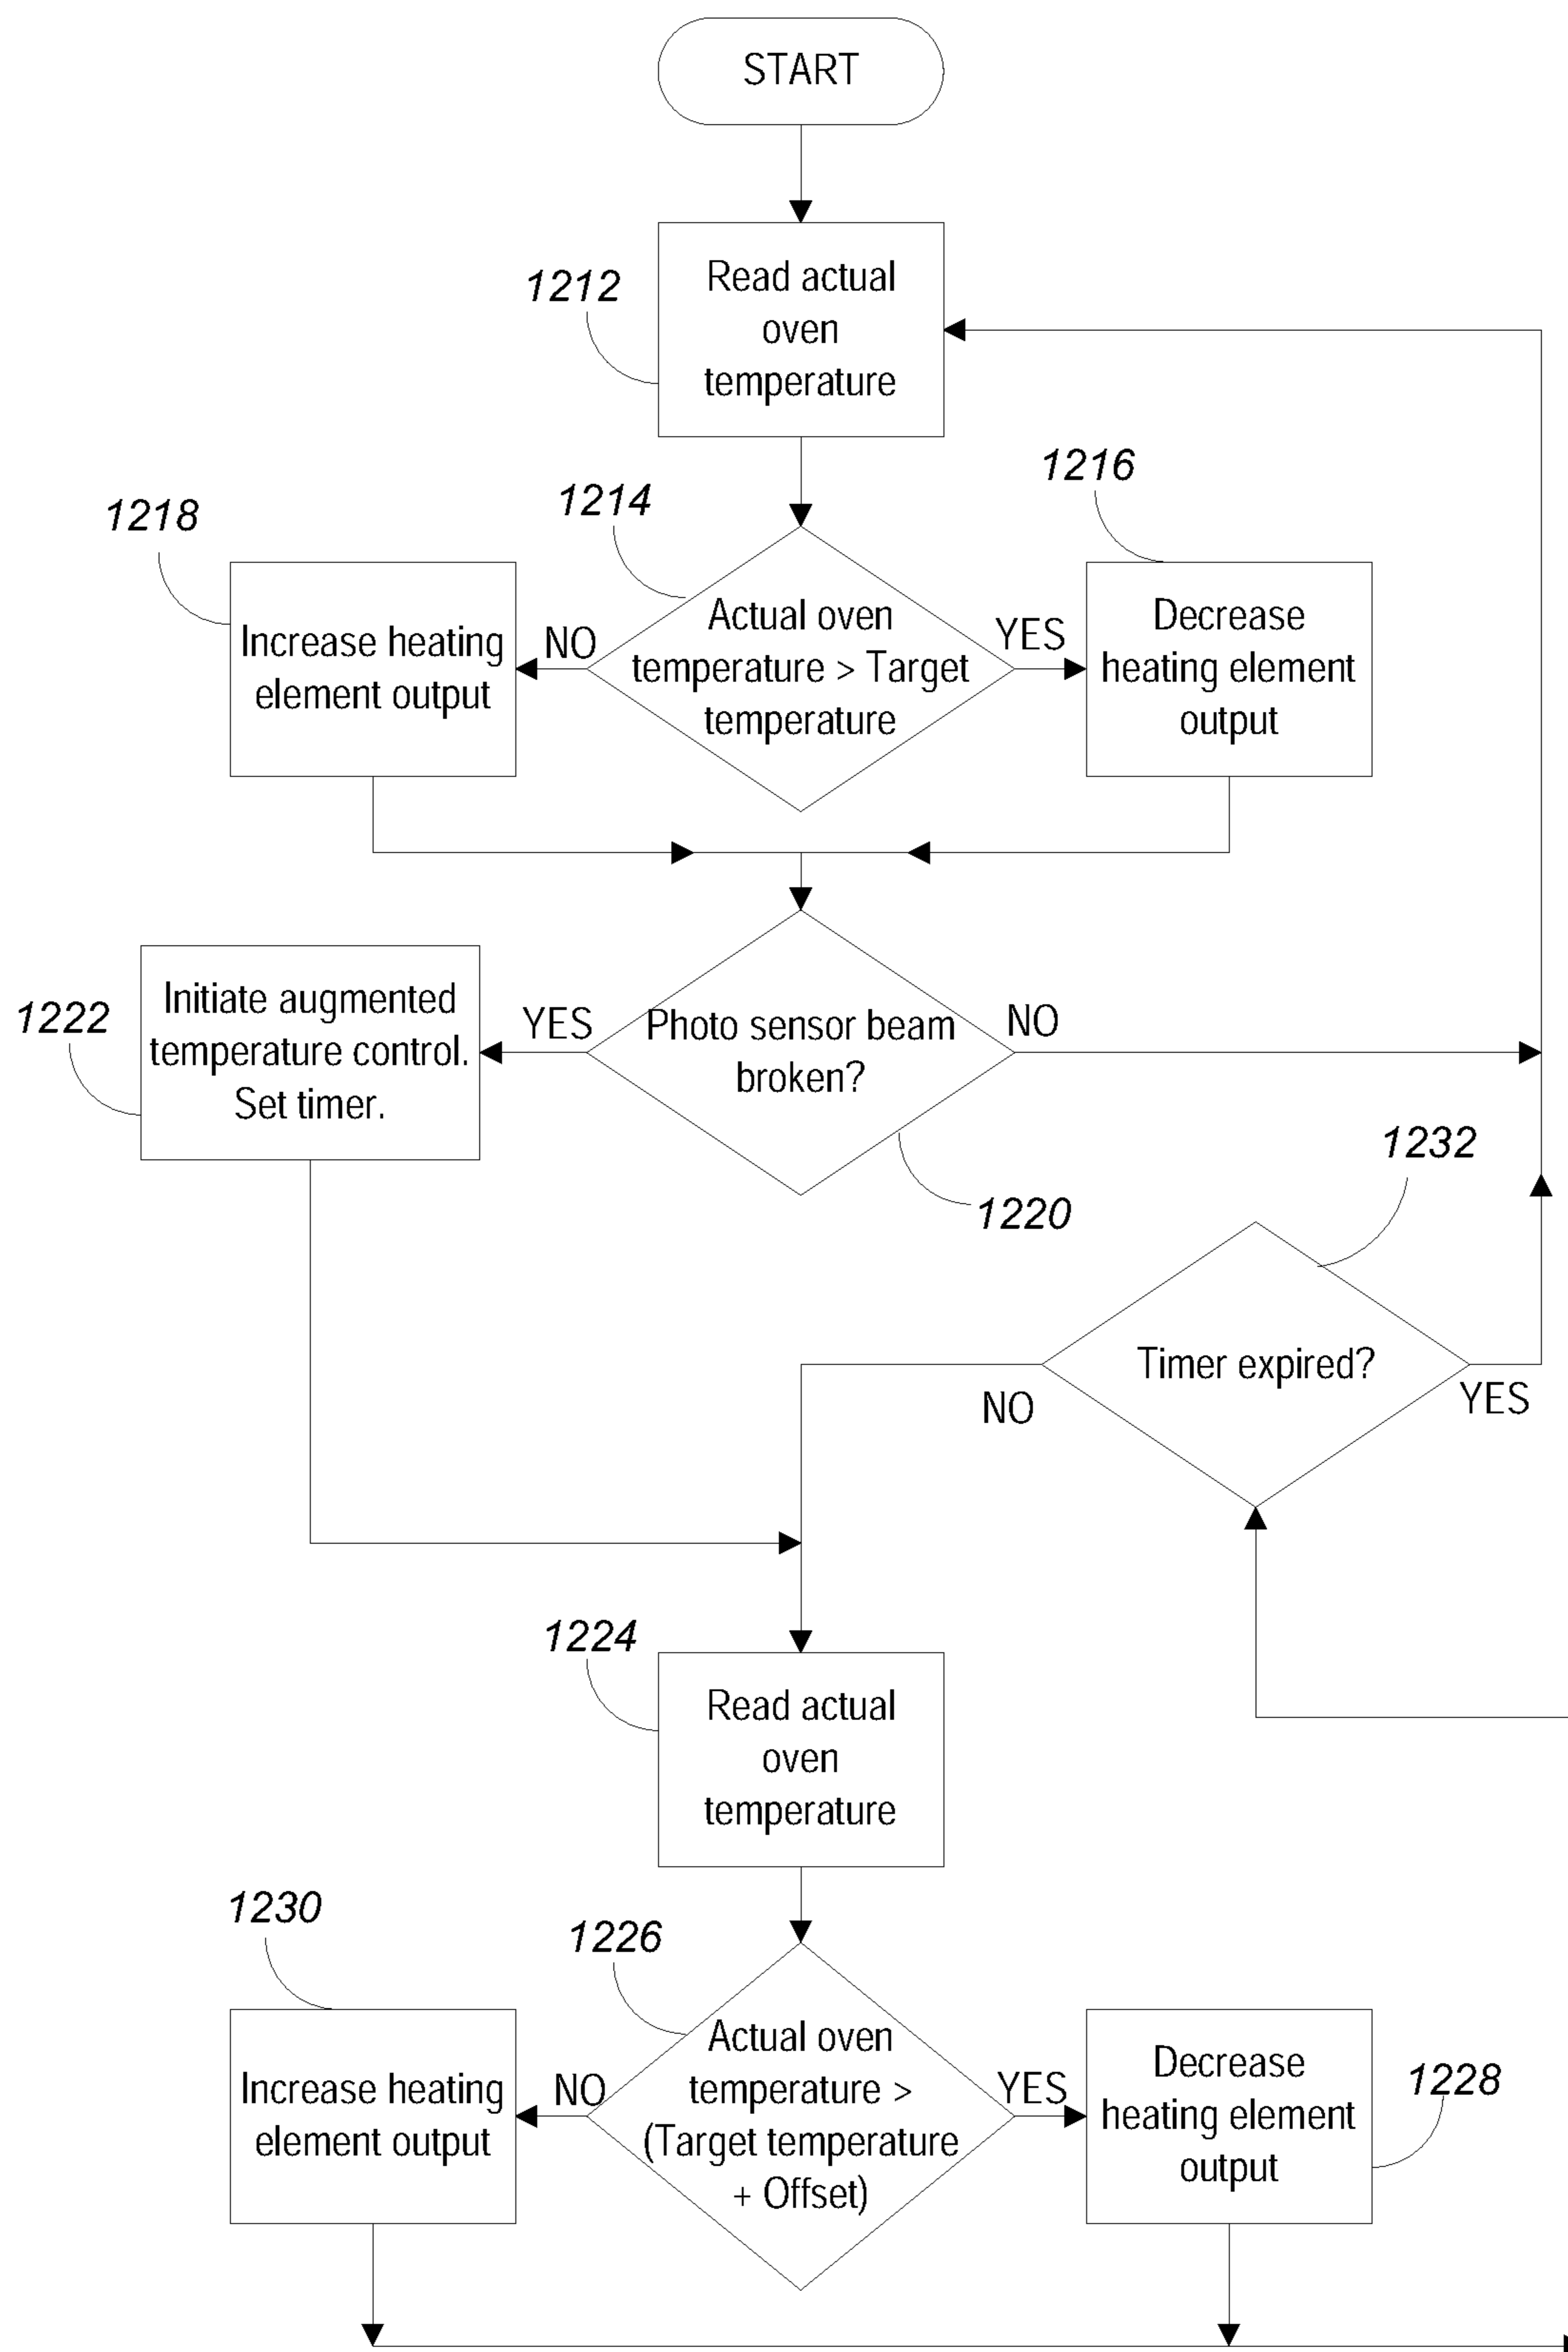 START
1212
Read actual
oven
temperature
1216
1214
1218
Actual oven
temperature > Target
temperature
NO
YES
Increase heating
element output
Decrease
heating element
output
1222
Initiate augmented
temperature control.
Set timer.
YES
Photo sensor beam
broken?
NO
1220
1232
Timer expired?
NO
YES
1224
Read actual
oven
temperature
1230
1226
Increase heating
element output
NO
Actual oven
temperature >
(Target temperature
+ Offset)
YES
Decrease
heating element
output
1228